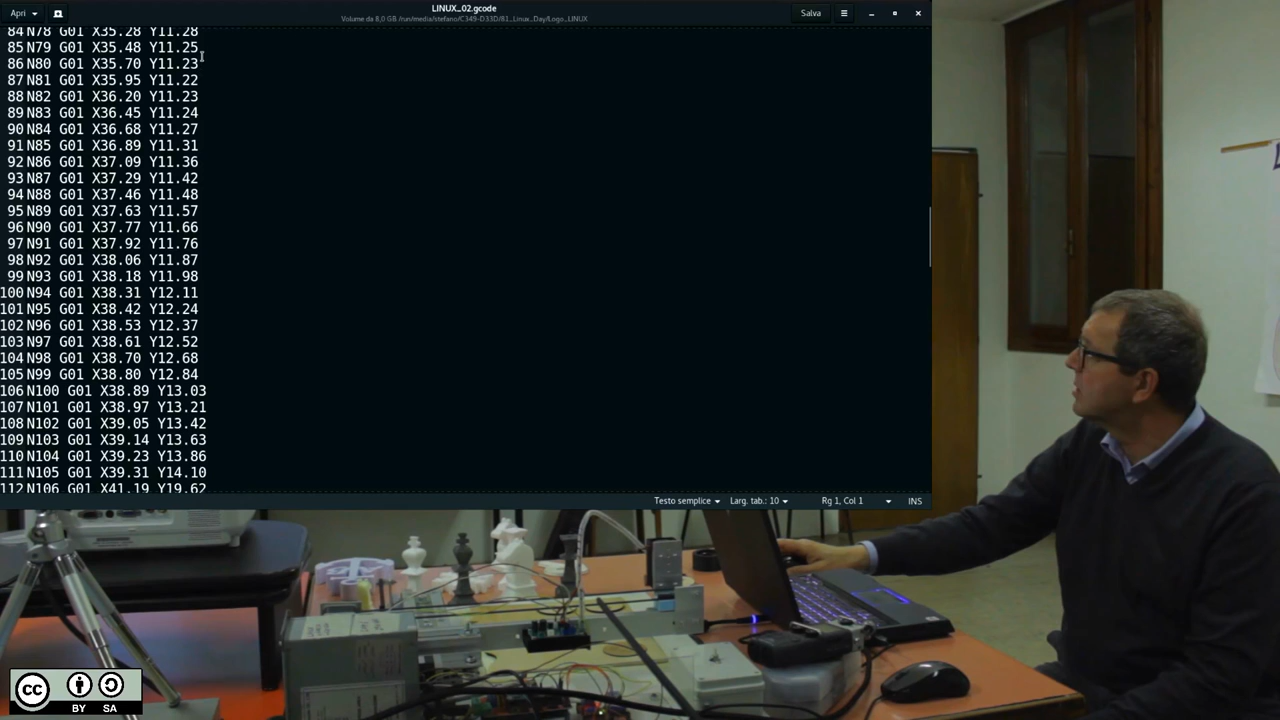 Apri LINUX_02.gcode Salva
Volume da 8,0 GB /run/media/stefano/C349-D33D/81_Linux_Day/Logo_LINUX
84 N78 G01 X35.28 Y11.28
85 N79 G01 X35.48 Y11.25
86 N80 G01 X35.70 Y11.23
87 N81 G01 X35.95 Y11.22
88 N82 G01 X36.20 Y11.23
89 N83 G01 X36.45 Y11.24
90 N84 G01 X36.68 Y11.27
91 N85 G01 X36.89 Y11.31
92 N86 G01 X37.09 Y11.36
93 N87 G01 X37.29 Y11.42
94 N88 G01 X37.46 Y11.48
95 N89 G01 X37.63 Y11.57
96 N90 G01 X37.77 Y11.66
97 N91 G01 X37.92 Y11.76
98 N92 G01 X38.06 Y11.87
99 N93 G01 X38.18 Y11.98
100 N94 G01 X38.31 Y12.11
101 N95 G01 X38.42 Y12.24
102 N96 G01 X38.53 Y12.37
103 N97 G01 X38.61 Y12.52
104 N98 G01 X38.70 Y12.68
105 N99 G01 X38.80 Y12.84
106 N100 G01 X38.89 Y13.03
107 N101 G01 X38.97 Y13.21
108 N102 G01 X39.05 Y13.42
109 N103 G01 X39.14 Y13.63
110 N104 G01 X39.23 Y13.86
111 N105 G01 X39.31 Y14.10
112 N106 G01 X41.19 Y19.62
Testo semplice Larg. tab.: 10 Rg 1, Col 1 INS
cc
BY SA